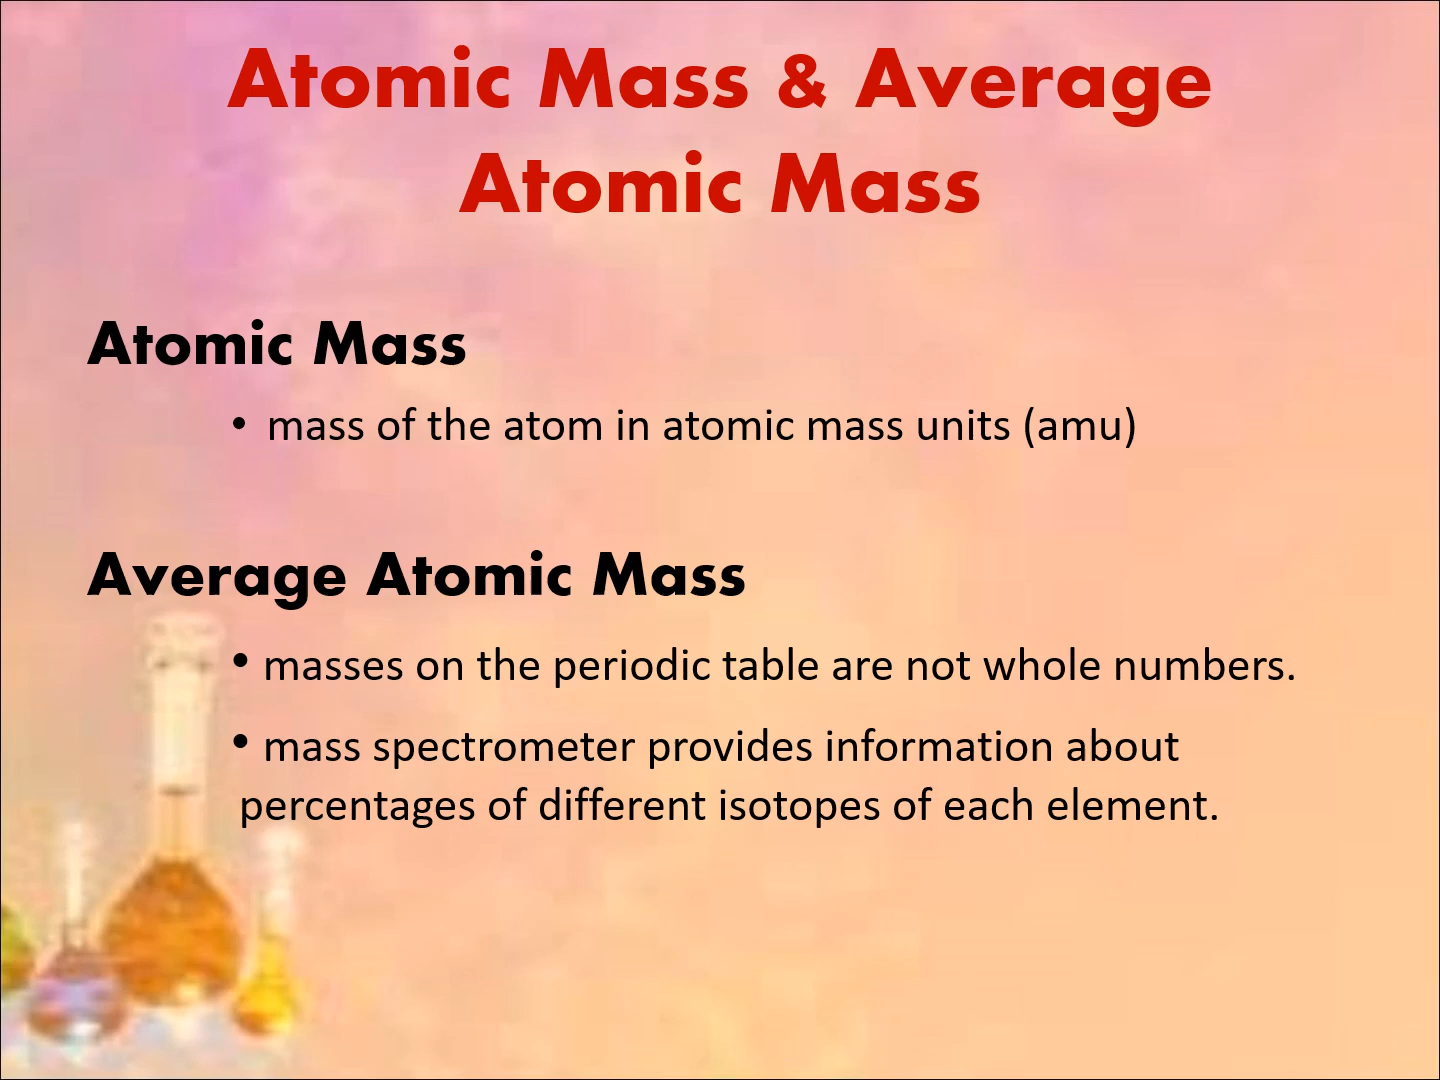 Atomic Mass & Average
Atomic Mass
Atomic Mass
• mass of the atom in atomic mass units (amu)
Average Atomic Mass
• masses on the periodic table are not whole numbers.
• mass spectrometer provides information about
percentages of different isotopes of each element.